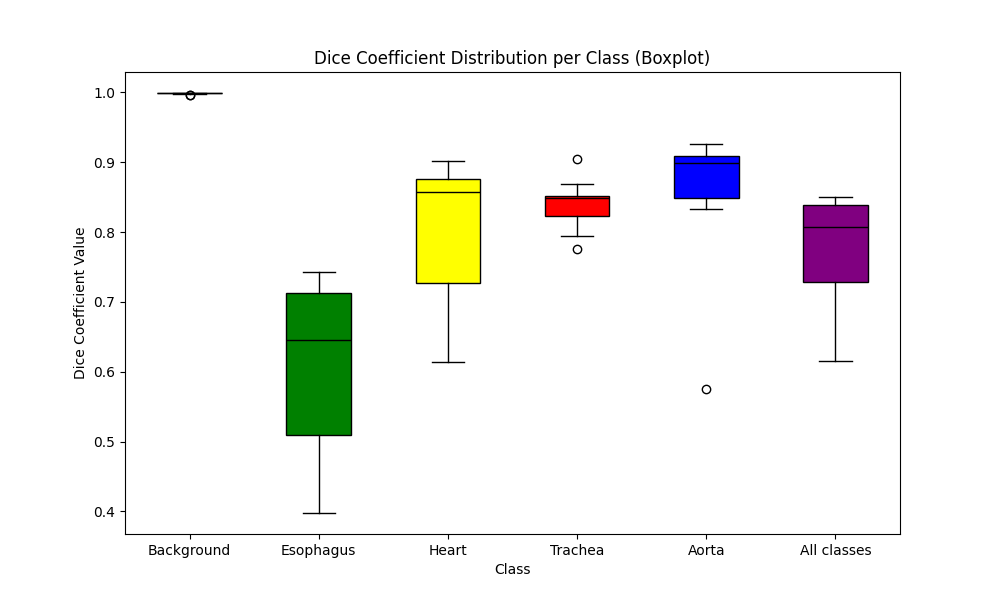 Dice Coefficient Distribution per Class (Boxplot)
Dice Coefficient Value
1.0
0.9
0.8
0.7
0.6
0.5
0.4
Background Esophagus Heart Trachea Aorta All classes
Class